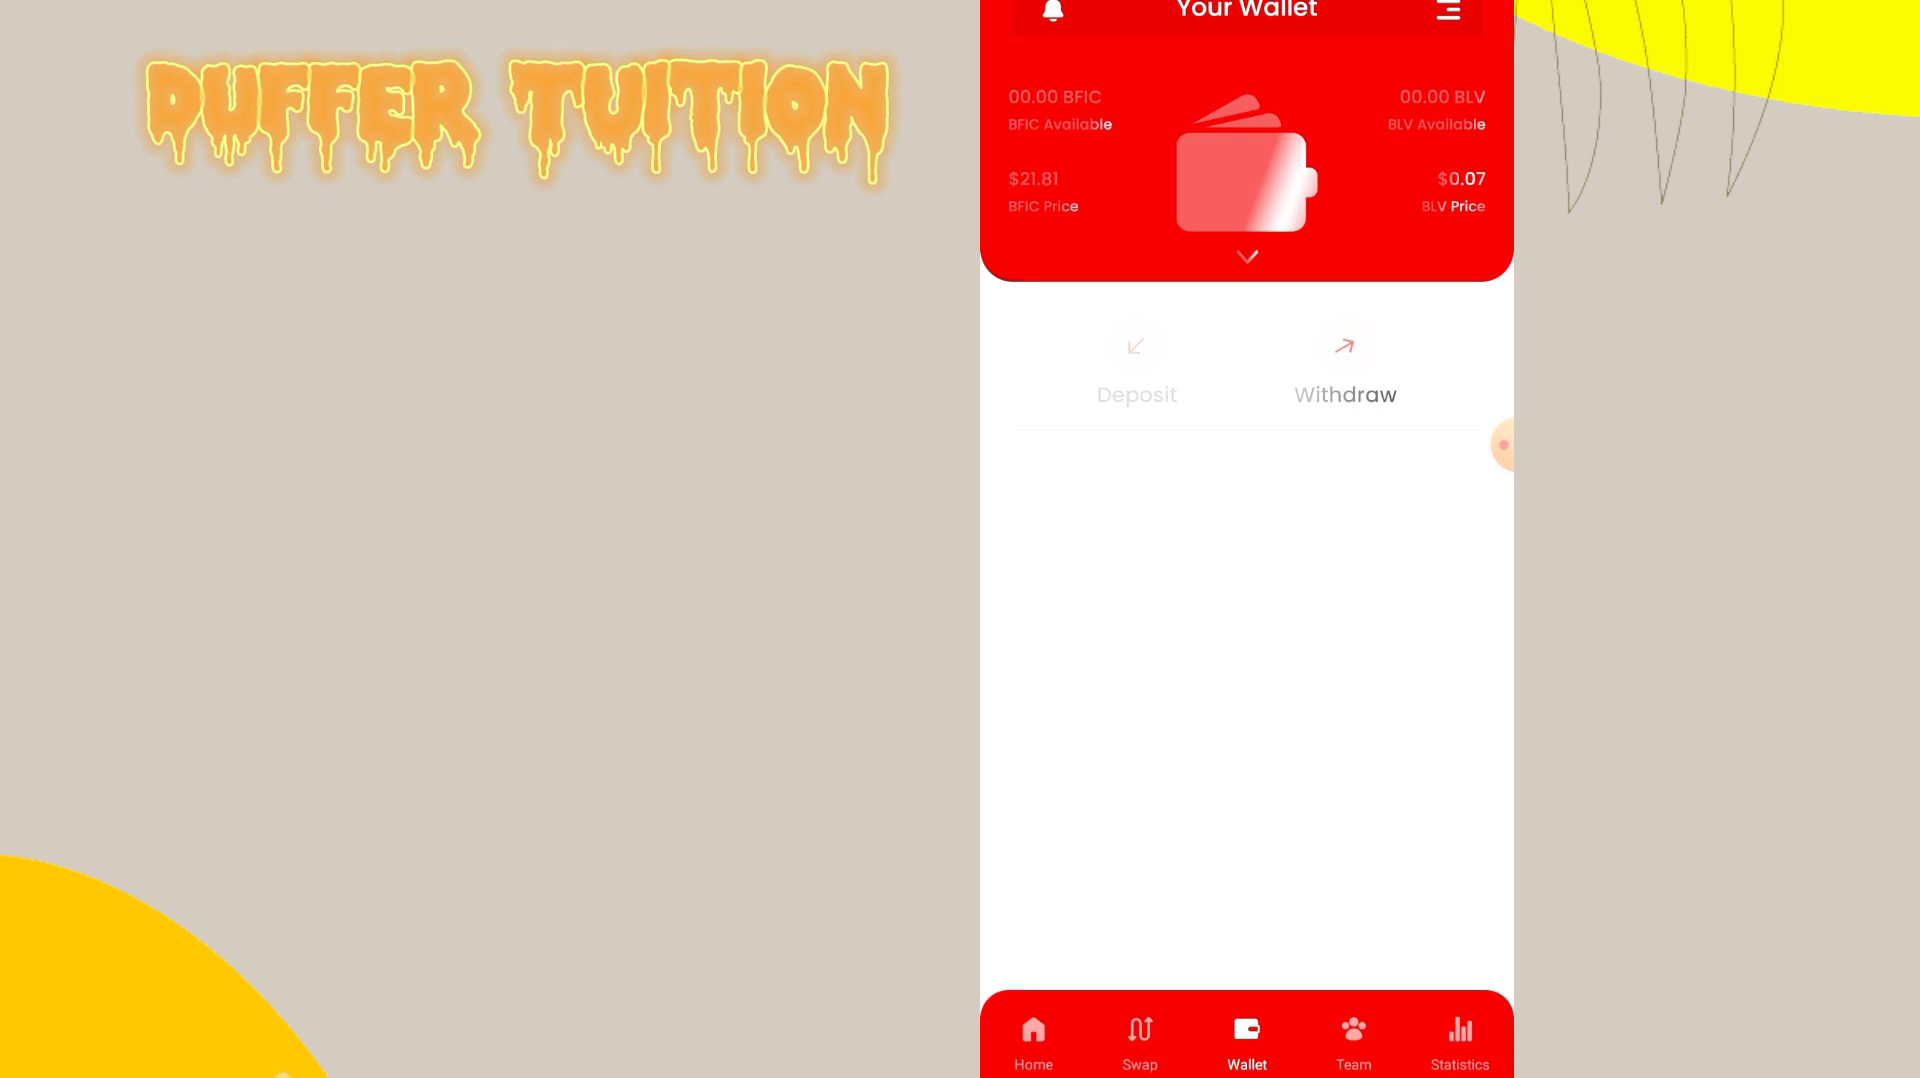 DUFFER TUITION
Your Wallet
00.00 BFIC
BFIC Available
00.00 BLV
BLV Available
$21.81
BFIC Price
$0.07
BLV Price
Deposit
Withdraw
Home
Swap
Wallet
Team
Statistics